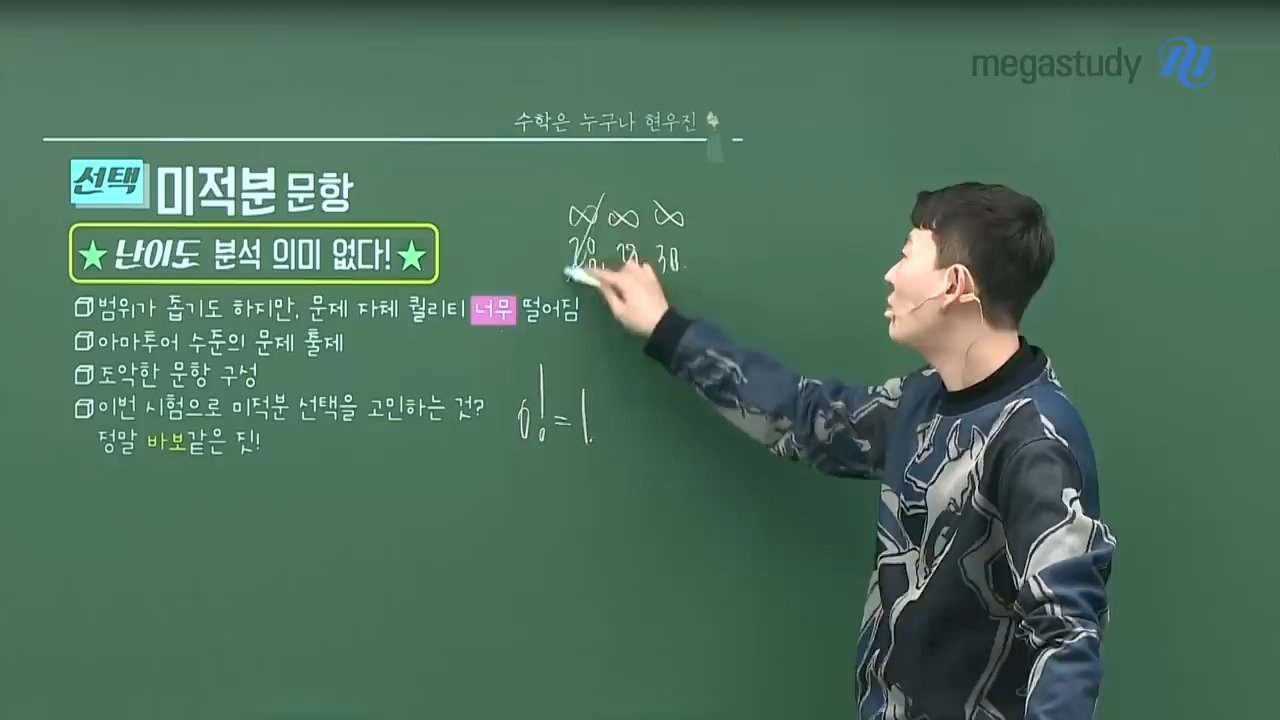 megastudy
수학은 누구나 현우진
선택 미적분 문항
★ 난이도 분석 의미 없다! ★
범위가 좁기도 하지만, 문제 자체 퀄리티 너무 떨어짐
아마투어 수준의 문제 출제
조악한 문항 구성
이번 시험으로 미적분 선택을 고민하는 것?
정말 바보같은 짓!
∞ ∞ ∞
30.
0! = 1.